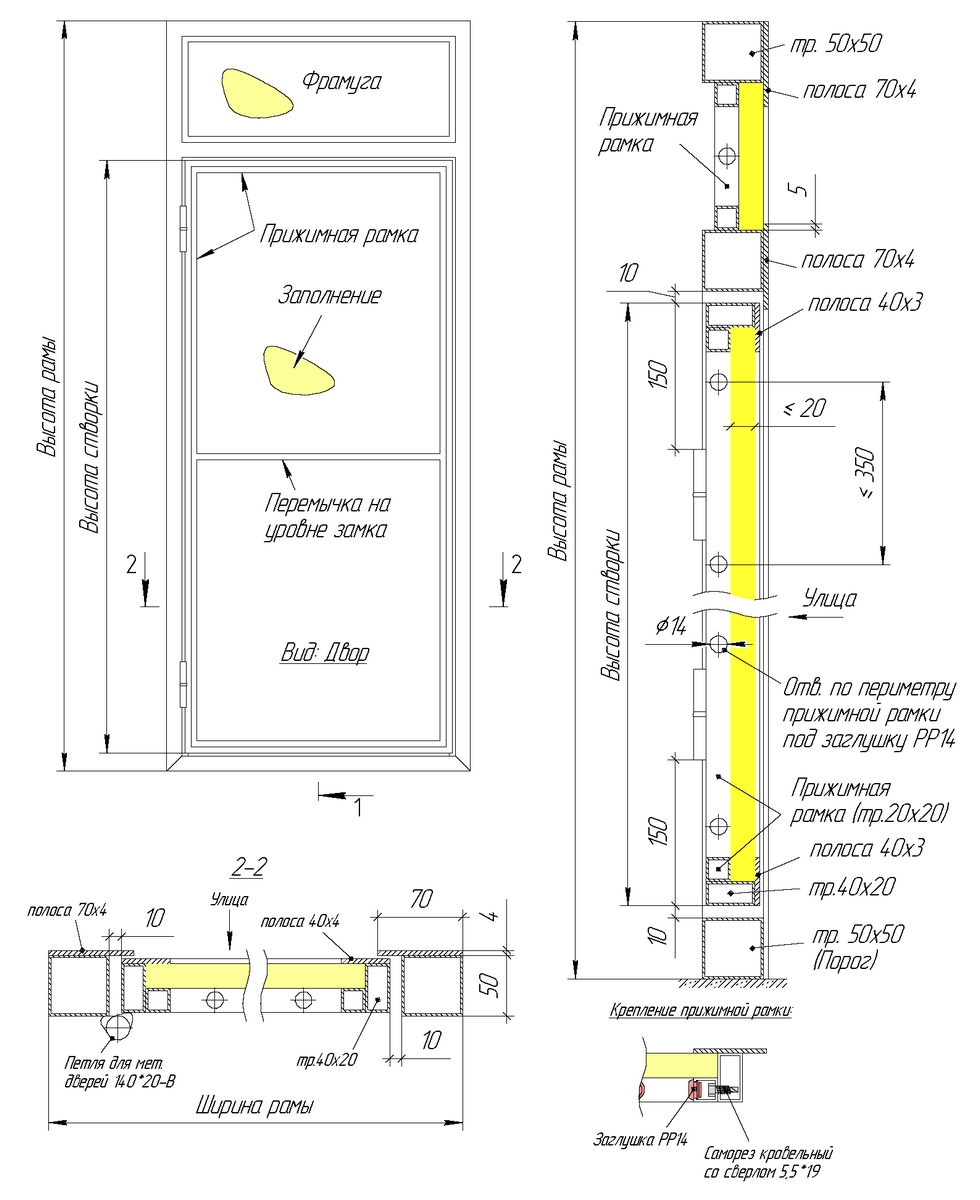 Фрамуга
Прижимная рамка
Заполнение
Высота рамы
Высота створки
Перемычка на
уровне замка
2
2
Вид: Двор
1
тр. 50х50
полоса 70х4
Прижимная
рамка
5
полоса 70х4
10
полоса 40х3
150
≤ 20
≤ 350
Высота рамы
Высота створки
Улица
⌀14
Отв. по периметру
прижимной рамки
под заглушку РР14
Прижимная
рамка (тр.20х20)
150
полоса 40х3
тр.40х20
10
тр. 50х50
(Порог)
2-2
Улица
полоса 70х4
10
полоса 40х4
70
4
50
10
тр.40х20
Петля для мет.
дверей 140*20-В
Ширина рамы
Крепление прижимной рамки:
Заглушка РР14
Саморез кровельный
со сверлом 5,5*19